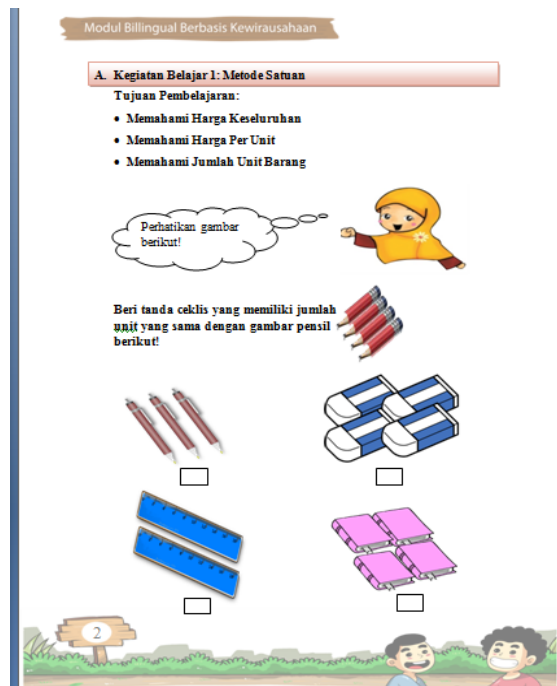 Modul Billingual Berbasis Kewirausahaan
A. Kegiatan Belajar 1: Metode Satuan
Tujuan Pembelajaran:
• Memahami Harga Keseluruhan
• Memahami Harga Per Unit
• Memahami Jumlah Unit Barang
Perhatikan gambar
berikut!
Beri tanda ceklis yang memiliki jumlah
unit yang sama dengan gambar pensil
berikut!
2